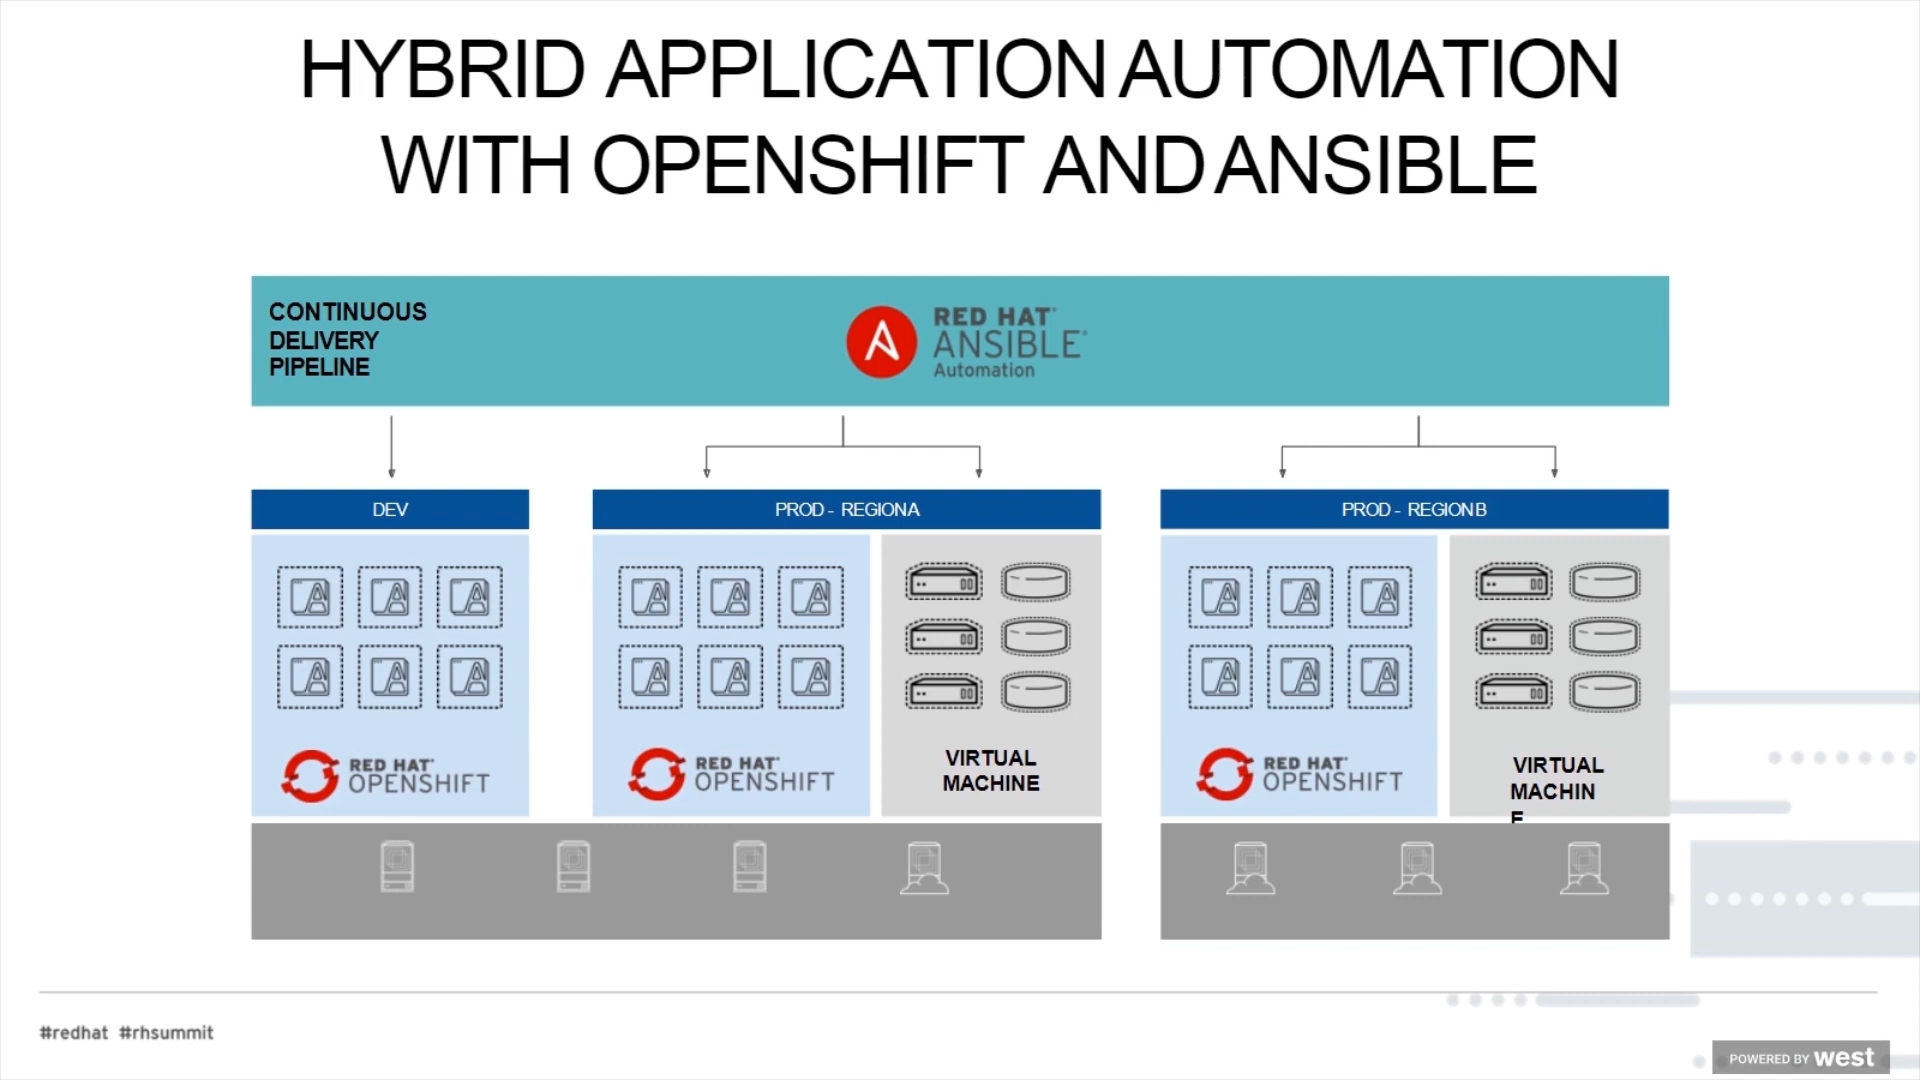 HYBRID APPLICATION AUTOMATION
WITH OPENSHIFT AND ANSIBLE
CONTINUOUS
DELIVERY
PIPELINE
RED HAT
ANSIBLE
Automation
DEV
PROD - REGION A
PROD - REGION B
RED HAT
OPENSHIFT
RED HAT
OPENSHIFT
VIRTUAL
MACHINE
RED HAT
OPENSHIFT
VIRTUAL
MACHIN
E
#redhat #rhsummit
POWERED BY west